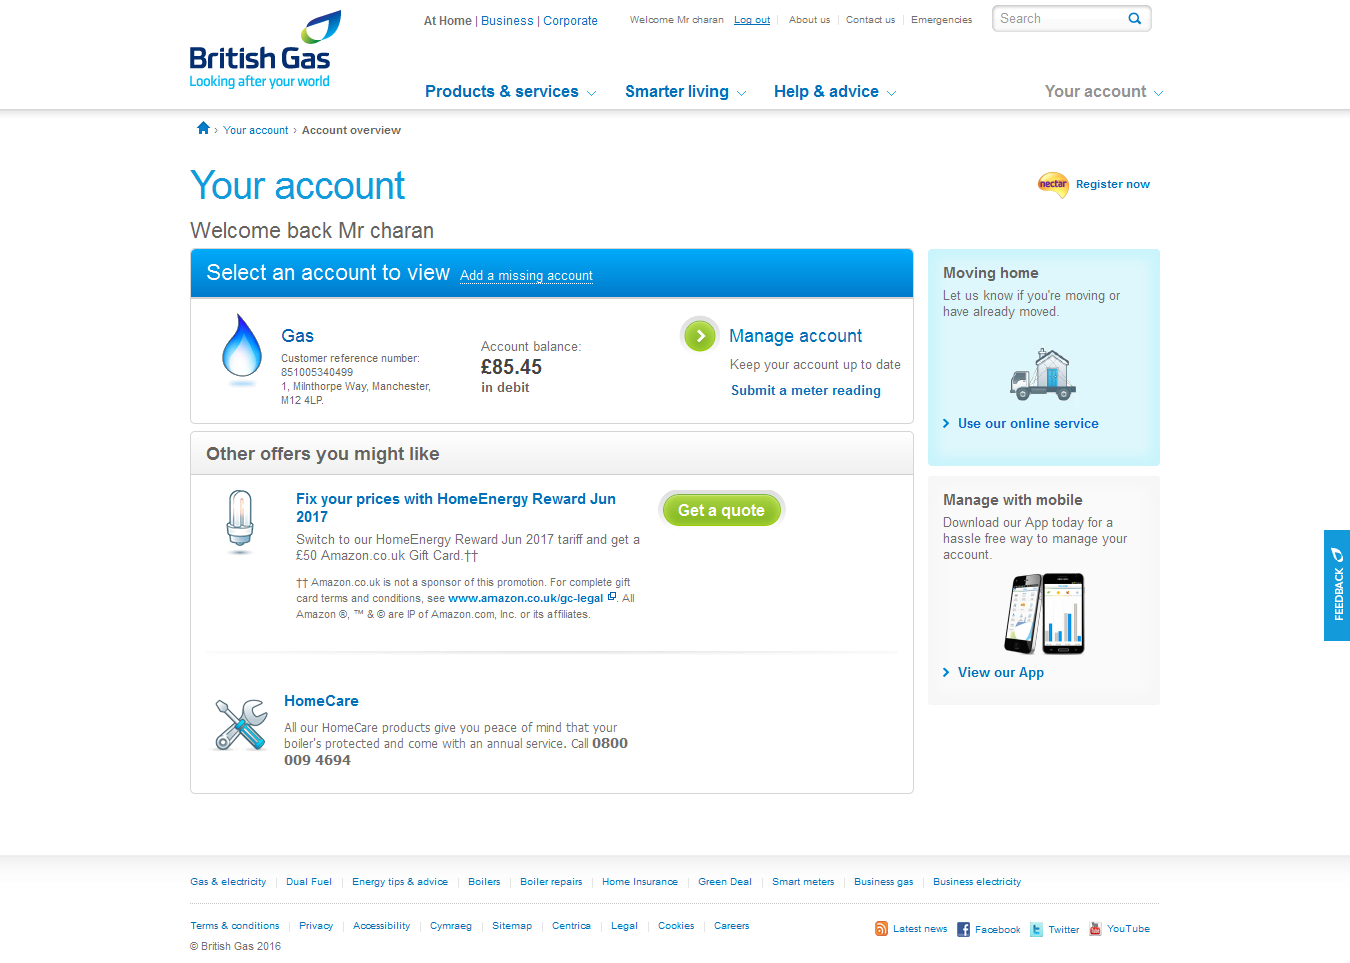 At Home | Business | Corporate
Welcome Mr charan Log out About us Contact us Emergencies
Search
British Gas
Looking after your world
Products & services Smarter living Help & advice Your account
› Your account › Account overview
Your account
nectar Register now
Welcome back Mr charan
Select an account to view Add a missing account
Gas
Customer reference number:
851005340499
1, Milnthorpe Way, Manchester,
M12 4LP.
Account balance:
£85.45
in debit
Manage account
Keep your account up to date
Submit a meter reading
Moving home
Let us know if you're moving or
have already moved.
Use our online service
Other offers you might like
Fix your prices with HomeEnergy Reward Jun
2017
Switch to our HomeEnergy Reward Jun 2017 tariff and get a
£50 Amazon.co.uk Gift Card.††
†† Amazon.co.uk is not a sponsor of this promotion. For complete gift
card terms and conditions, see www.amazon.co.uk/gc-legal . All
Amazon ®, ™ & © are IP of Amazon.com, Inc. or its affiliates.
Get a quote
Manage with mobile
Download our App today for a
hassle free way to manage your
account.
View our App
FEEDBACK
HomeCare
All our HomeCare products give you peace of mind that your
boiler's protected and come with an annual service. Call 0800
009 4694
Gas & electricity Dual Fuel Energy tips & advice Boilers Boiler repairs Home Insurance Green Deal Smart meters Business gas Business electricity
Terms & conditions Privacy Accessibility Cymraeg Sitemap Centrica Legal Cookies Careers
Latest news Facebook Twitter YouTube
© British Gas 2016